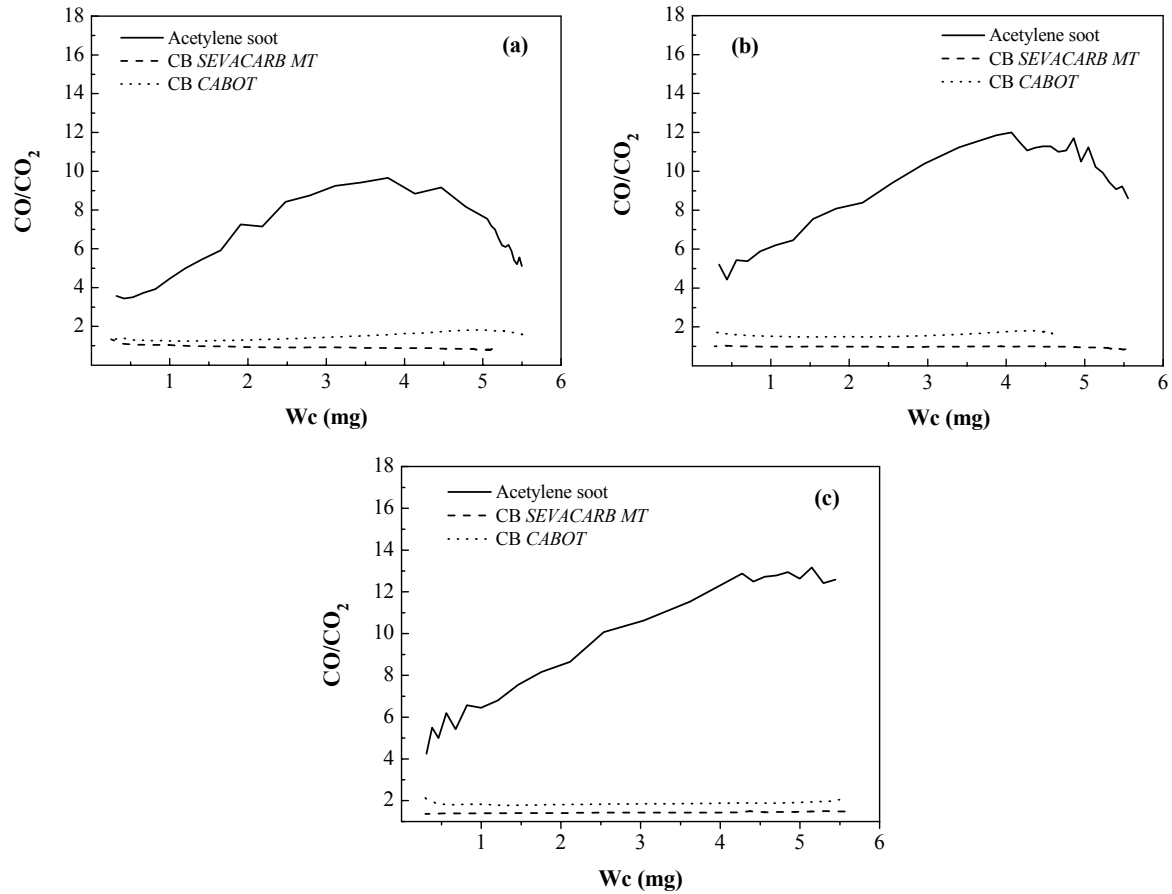 18
16
14
12
10
8
6
4
2
CO/CO2
Acetylene soot
CB SEVACARB MT
CB CABOT
(a)
1 2 3 4 5 6
Wc (mg)
18
16
14
12
10
8
6
4
2
CO/CO2
Acetylene soot
CB SEVACARB MT
CB CABOT
(b)
1 2 3 4 5 6
Wc (mg)
18
16
14
12
10
8
6
4
2
CO/CO2
Acetylene soot
CB SEVACARB MT
CB CABOT
(c)
1 2 3 4 5 6
Wc (mg)